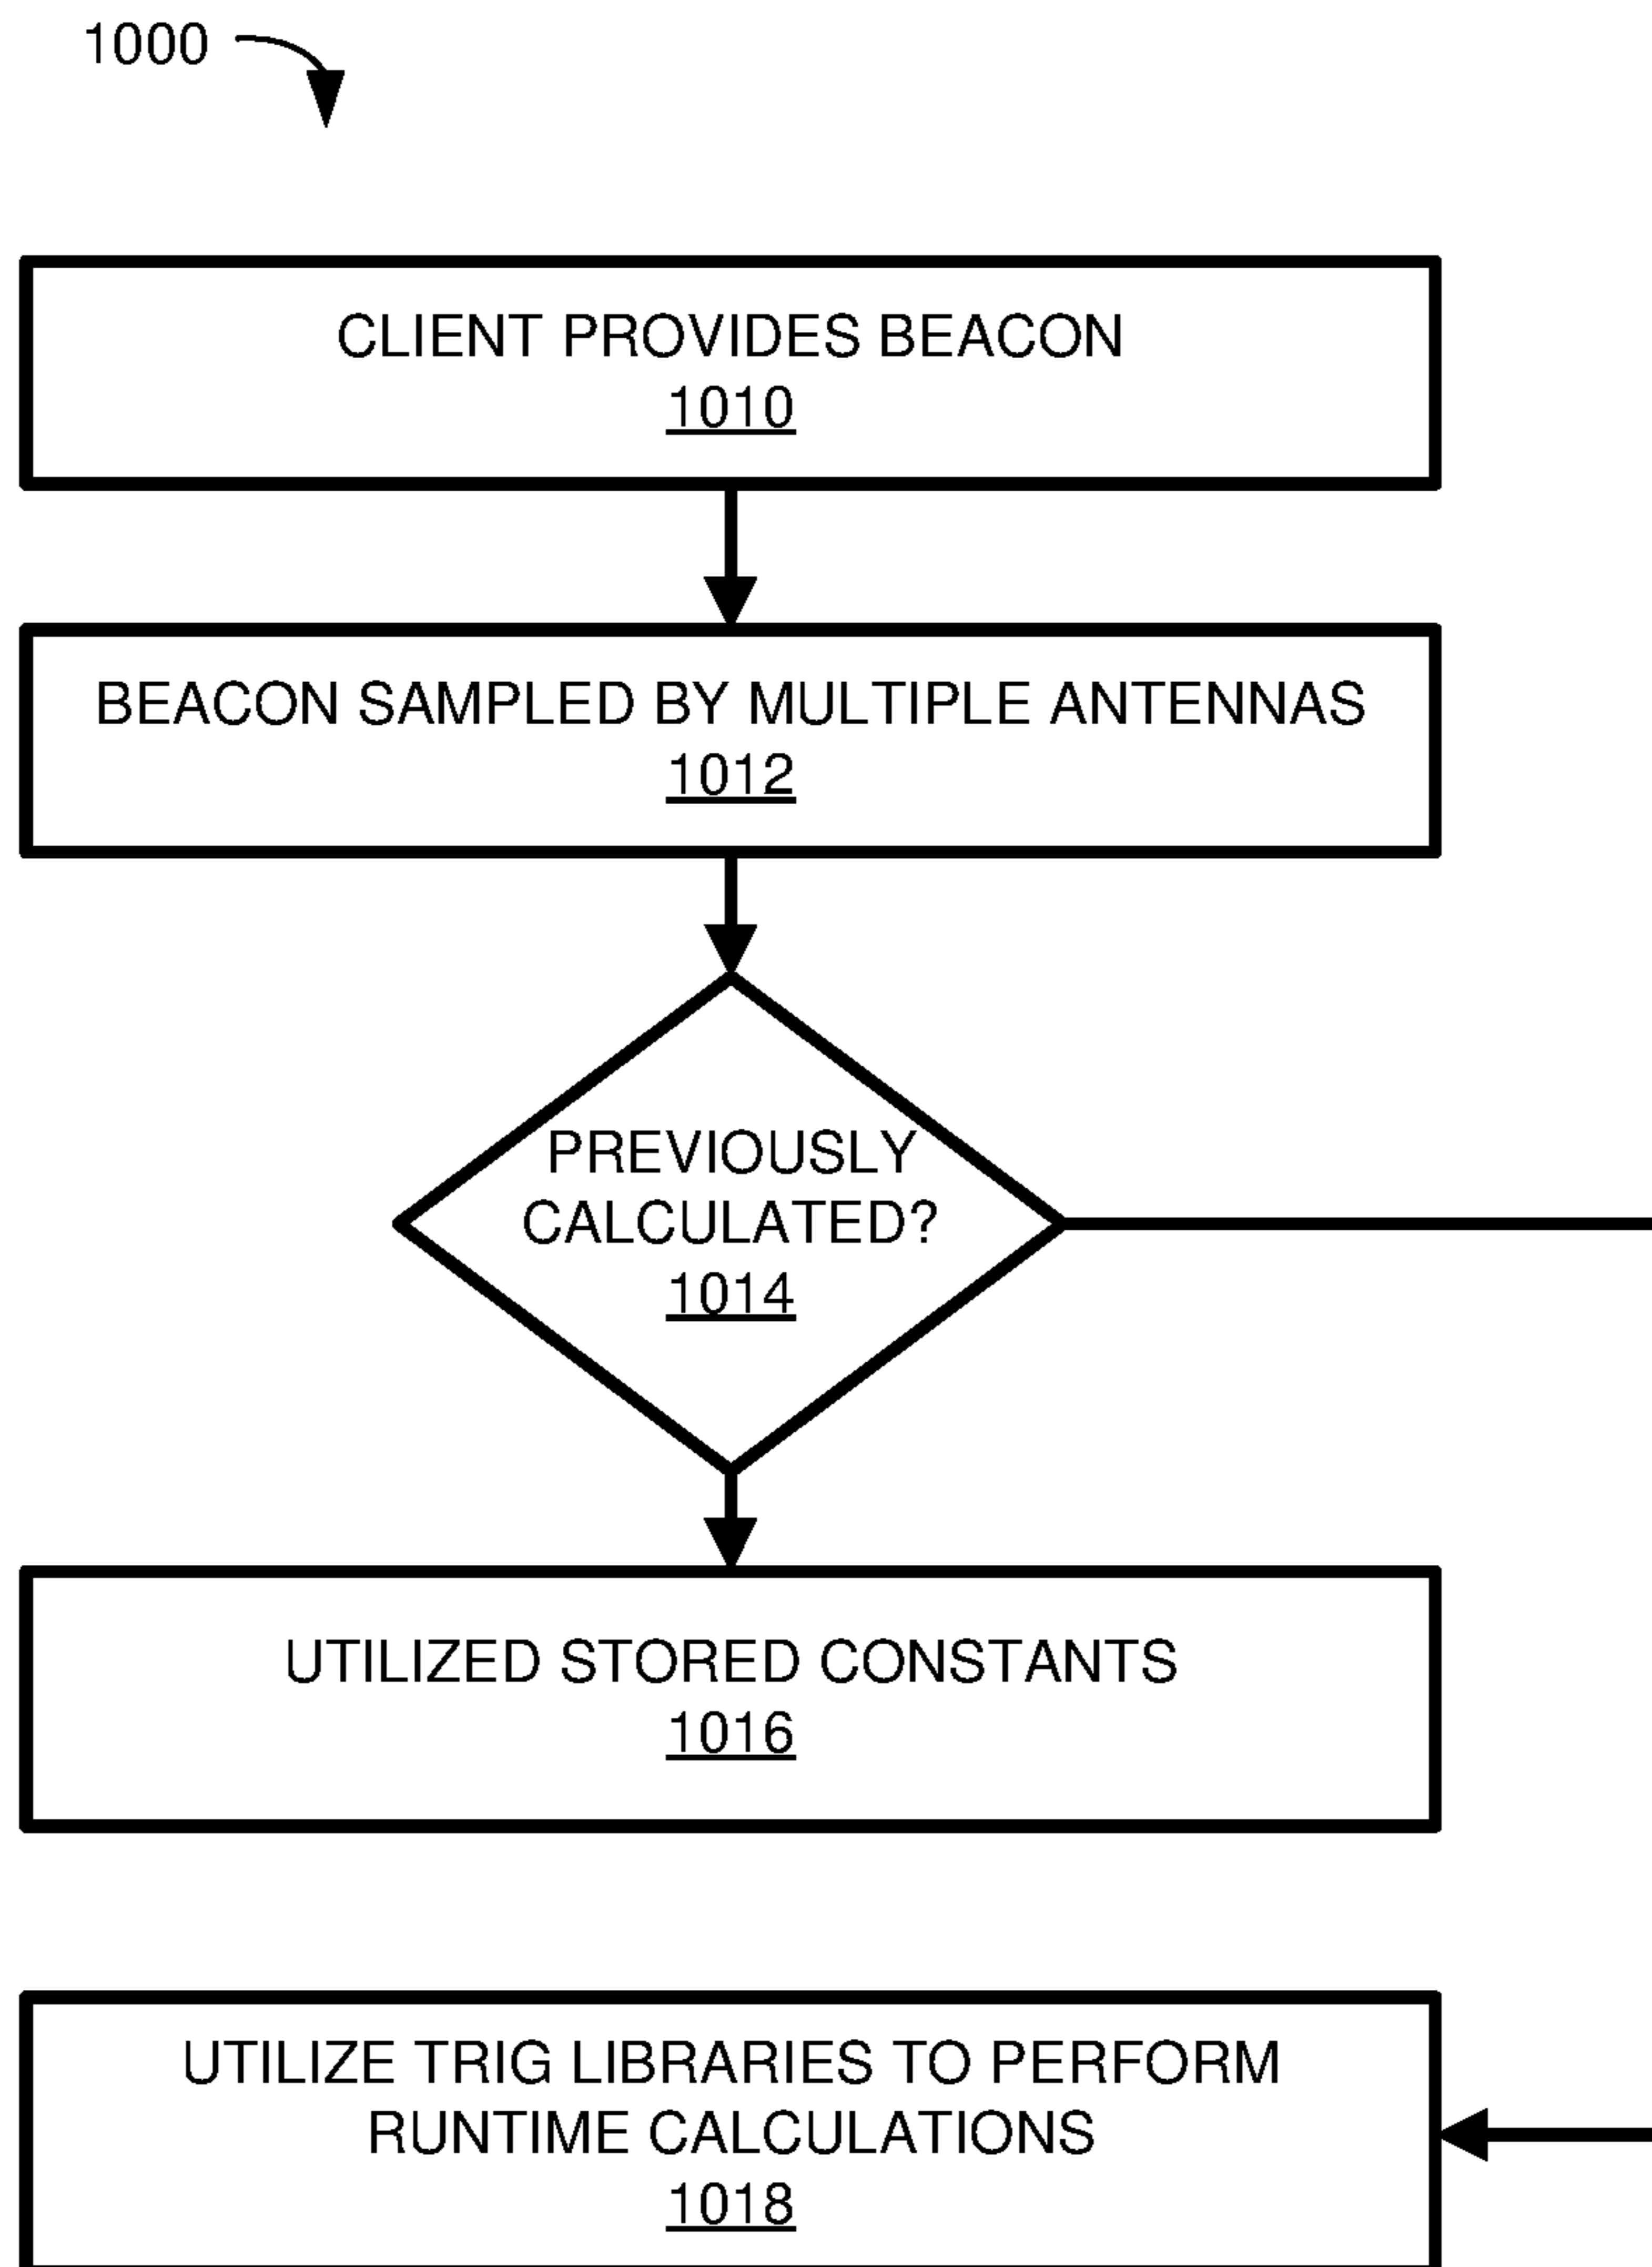 1000
CLIENT PROVIDES BEACON
1010
BEACON SAMPLED BY MULTIPLE ANTENNAS
1012
PREVIOUSLY
CALCULATED?
1014
UTILIZED STORED CONSTANTS
1016
UTILIZE TRIG LIBRARIES TO PERFORM
RUNTIME CALCULATIONS
1018